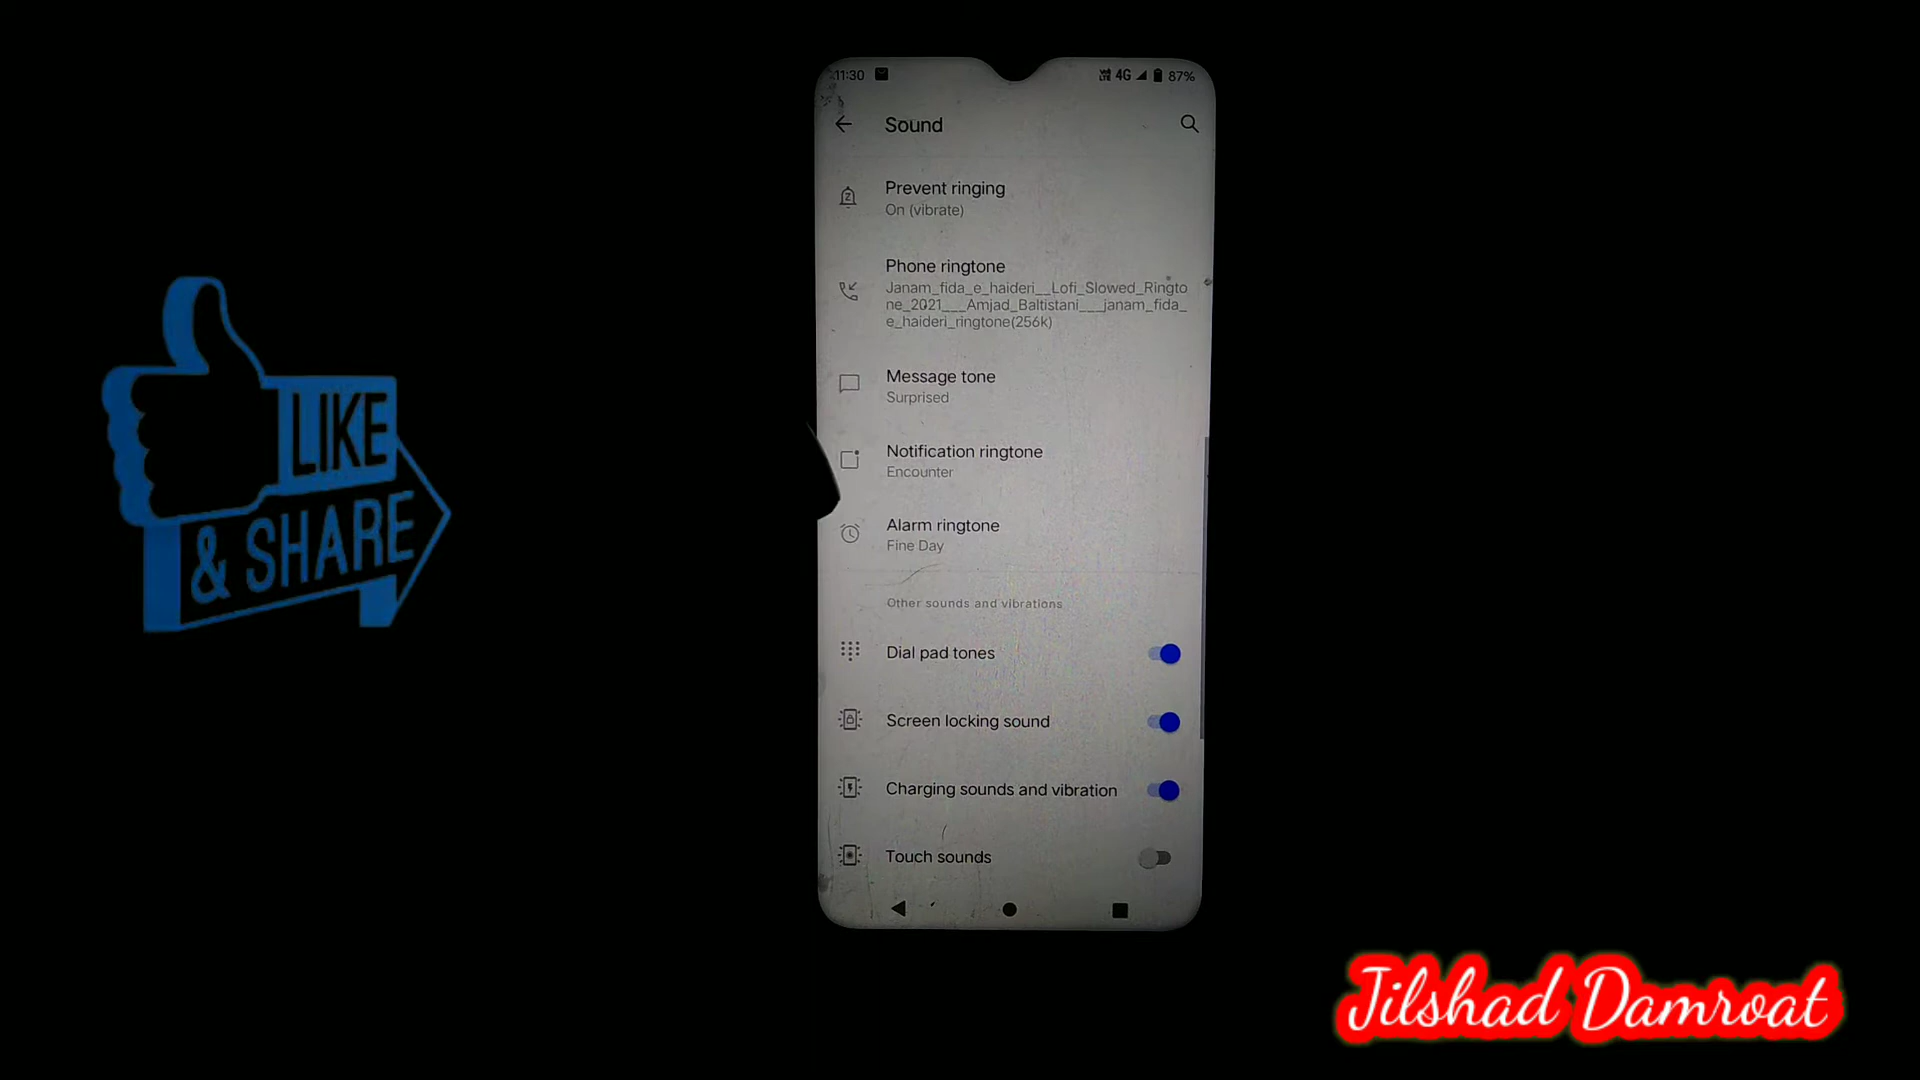 11:30
4G 87%
Sound
Prevent ringing
On (vibrate)
Phone ringtone
Janam_fida_e_haideri__Lofi_Slowed_Ringto
ne_2021___Amjad_Baltistani___janam_fida_
e_haideri_ringtone(256k)
Message tone
Surprised
Notification ringtone
Encounter
Alarm ringtone
Fine Day
Other sounds and vibrations
Dial pad tones
Screen locking sound
Charging sounds and vibration
Touch sounds
LIKE
& SHARE
Jilshad Damroat